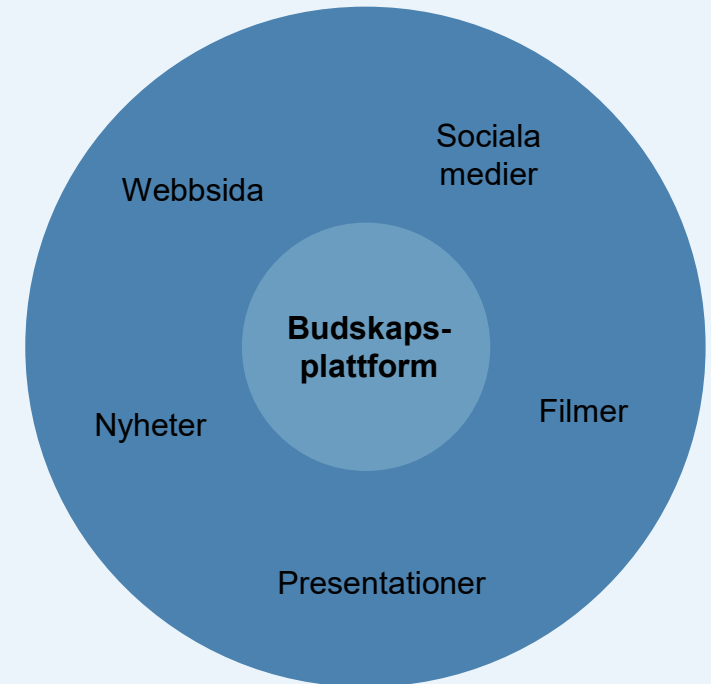 Sociala
medier
Webbsida
Budskaps-
plattform
Filmer
Nyheter
Presentationer